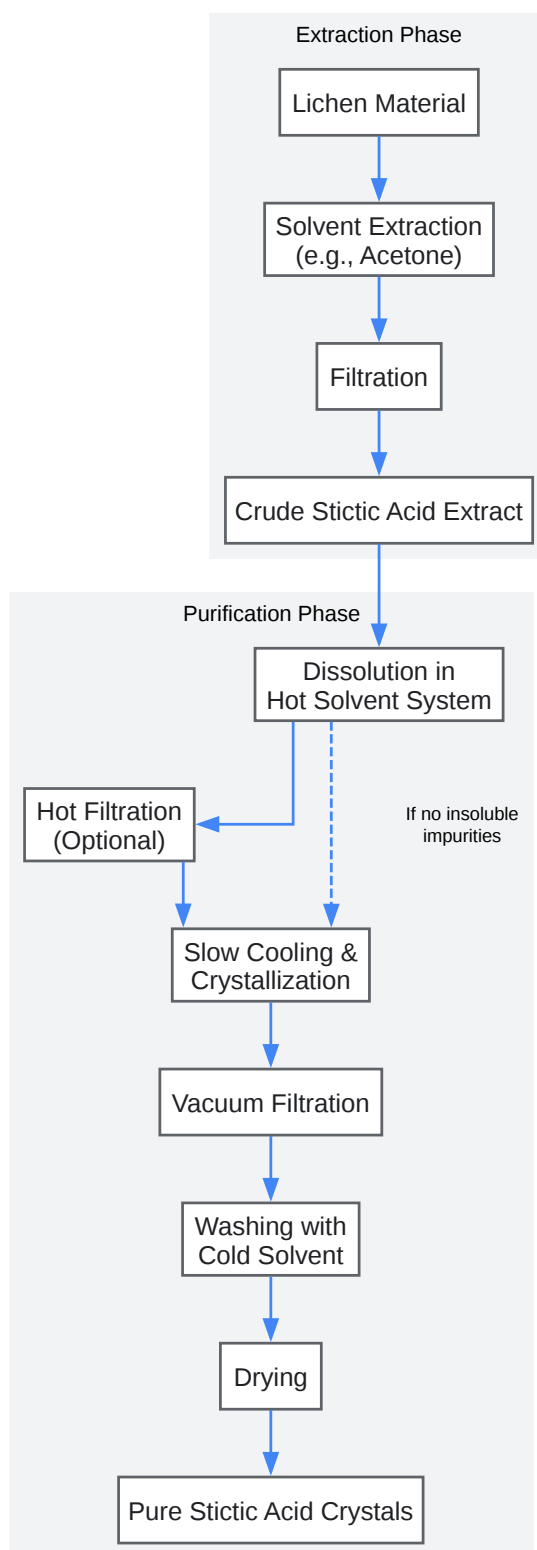 Extraction Phase
Lichen Material
Solvent Extraction
(e.g., Acetone)
Filtration
Crude Stictic Acid Extract
Purification Phase
Dissolution in
Hot Solvent System
Hot Filtration
(Optional)
If no insoluble
impurities
Slow Cooling &
Crystallization
Vacuum Filtration
Washing with
Cold Solvent
Drying
Pure Stictic Acid Crystals